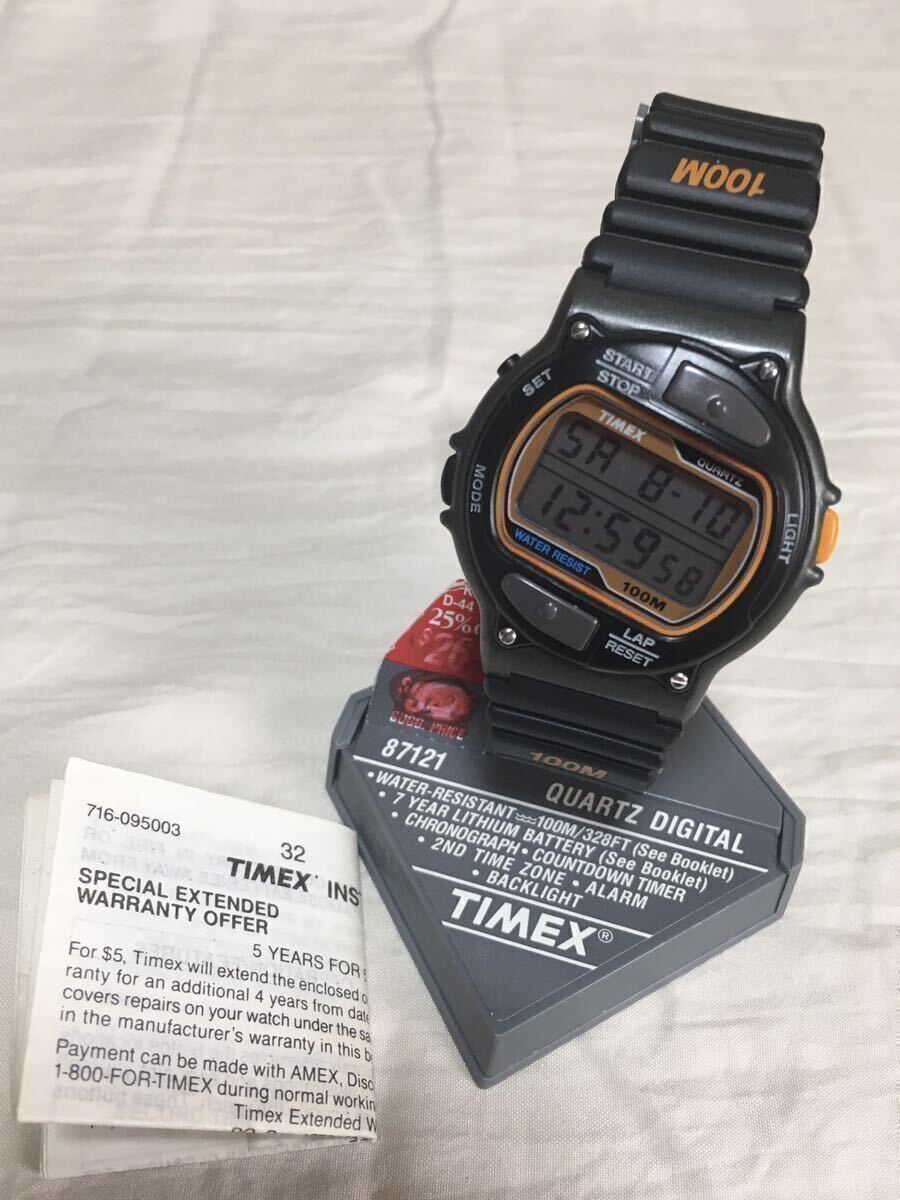 100M
START
STOP
SET
MODE
LIGHT
TIMEX
QUARTZ
SA 8-10
12:59 58
WATER RESIST
100M
LAP
RESET
D-44
25%
SUGG. PRICE
100M
87121
QUARTZ DIGITAL
•WATER-RESISTANT 100M/328FT (See Booklet)
• 7 YEAR LITHIUM BATTERY (See Booklet)
• CHRONOGRAPH • COUNTDOWN TIMER
• 2ND TIME ZONE • ALARM
• BACKLIGHT
TIMEX®
716-095003
32
TIMEX INS
SPECIAL EXTENDED
WARRANTY OFFER
5 YEARS FOR
For $5, Timex will extend the enclosed
ranty for an additional 4 years from date
covers repairs on your watch under the
in the manufacturer's warranty in this
Payment can be made with AMEX,
1-800-FOR-TIMEX during normal
Timex Extended